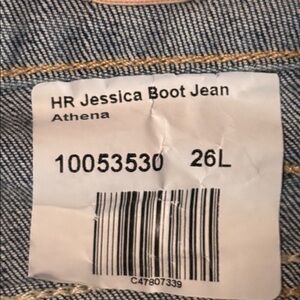 HR Jessica Boot Jean
Athena
10053530 26L
C47807339